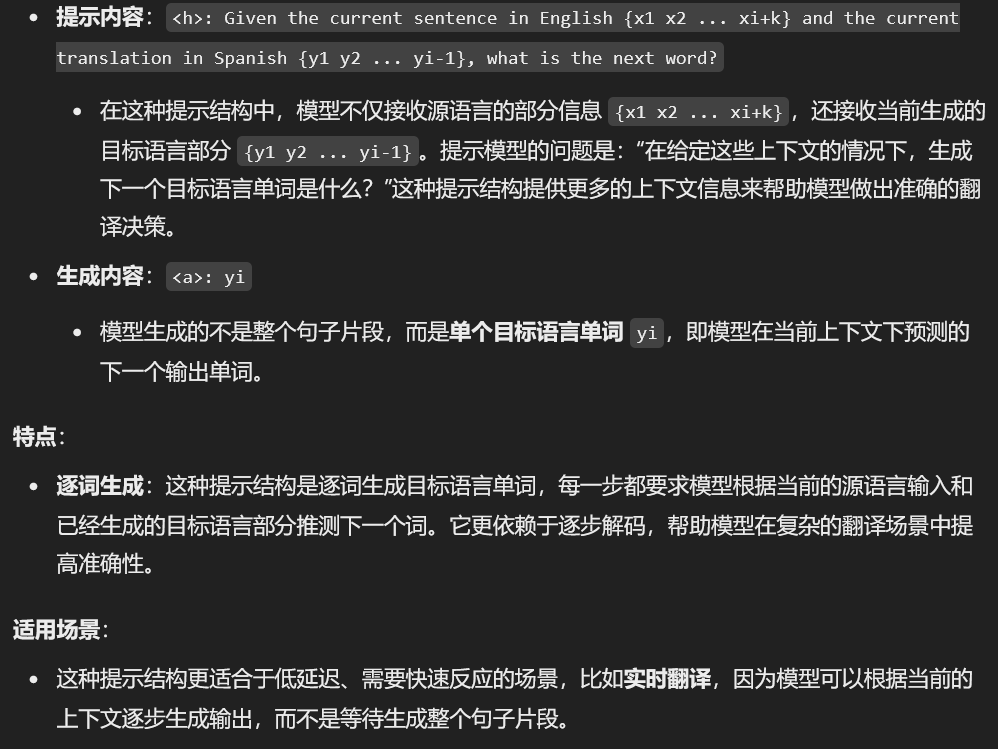 提示内容：<h>: Given the current sentence in English {x1 x2 ... xi+k} and the current
translation in Spanish {y1 y2 ... yi-1}, what is the next word?
在这种提示结构中，模型不仅接收源语言的部分信息 {x1 x2 ... xi+k}，还接收当前生成的
目标语言部分 {y1 y2 ... yi-1}。提示模型的问题是：“在给定这些上下文的情况下，生成
下一个目标语言单词是什么？”这种提示结构提供更多的上下文信息来帮助模型做出准确的翻
译决策。
生成内容：<a>: yi
模型生成的不是整个句子片段，而是单个目标语言单词 yi，即模型在当前上下文下预测的
下一个输出单词。
特点：
逐词生成：这种提示结构是逐词生成目标语言单词，每一步都要求模型根据当前的源语言输入和
已经生成的目标语言部分推测下一个词。它更依赖于逐步解码，帮助模型在复杂的翻译场景中提
高准确性。
适用场景：
这种提示结构更适合于低延迟、需要快速反应的场景，比如实时翻译，因为模型可以根据当前的
上下文逐步生成输出，而不是等待生成整个句子片段。